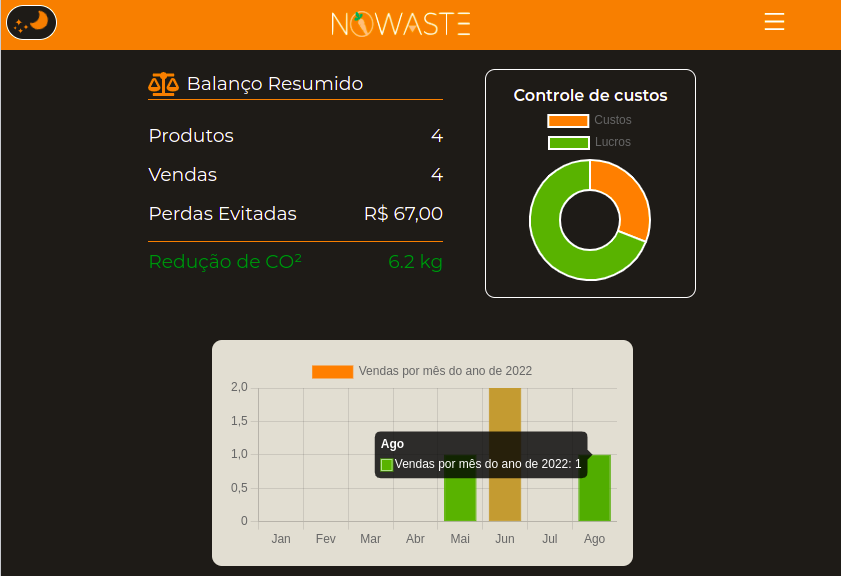 NOWASTE
Balanço Resumido
Produtos 4
Vendas 4
Perdas Evitadas R$ 67,00
Redução de CO² 6.2 kg
Controle de custos
Custos
Lucros
Vendas por mês do ano de 2022
2,0
1,5
1,0
0,5
0
Ago
Vendas por mês do ano de 2022: 1
Jan Fev Mar Abr Mai Jun Jul Ago